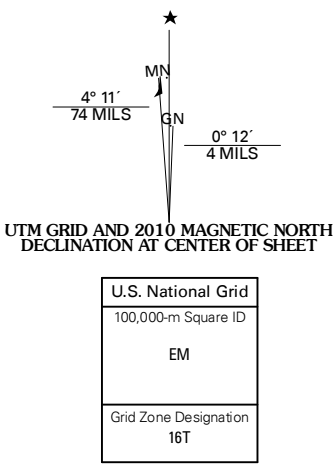 ★
MN
4° 11´
74 MILS
GN
0° 12´
4 MILS
UTM GRID AND 2010 MAGNETIC NORTH
DECLINATION AT CENTER OF SHEET
U.S. National Grid
100,000-m Square ID
EM
Grid Zone Designation
16T